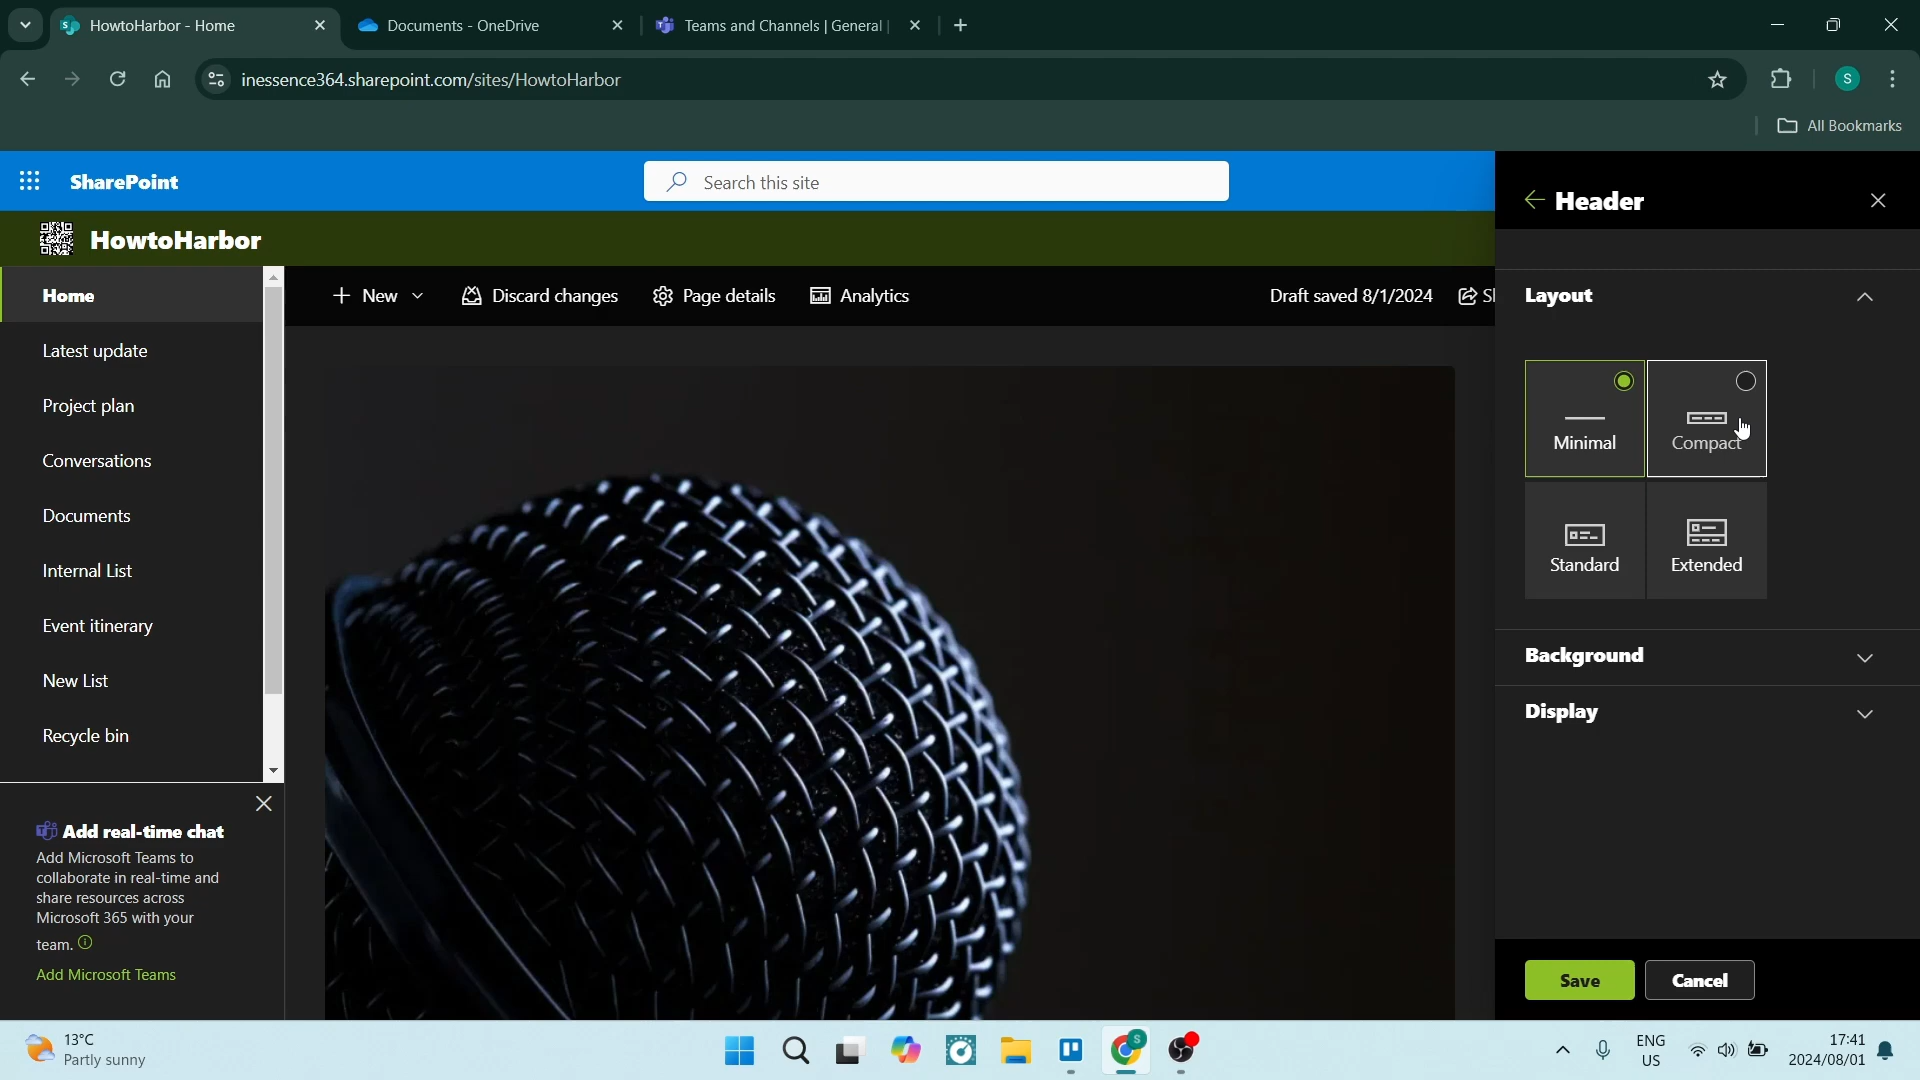 HowtoHarbor - Home
Documents - OneDrive
Teams and Channels | General |
inessence364.sharepoint.com/sites/HowtoHarbor
S
All Bookmarks
SharePoint
Search this site
HowtoHarbor
Home
Latest update
Project plan
Conversations
Documents
Internal List
Event itinerary
New List
Recycle bin
Add real-time chat
Add Microsoft Teams to
collaborate in real-time and
share resources across
Microsoft 365 with your
team.
Add Microsoft Teams
New
Discard changes
Page details
Analytics
Draft saved 8/1/2024
Sh
Header
Layout
Minimal
Compact
Standard
Extended
Background
Display
Save
Cancel
13°C
Partly sunny
ENG
US
17:41
2024/08/01